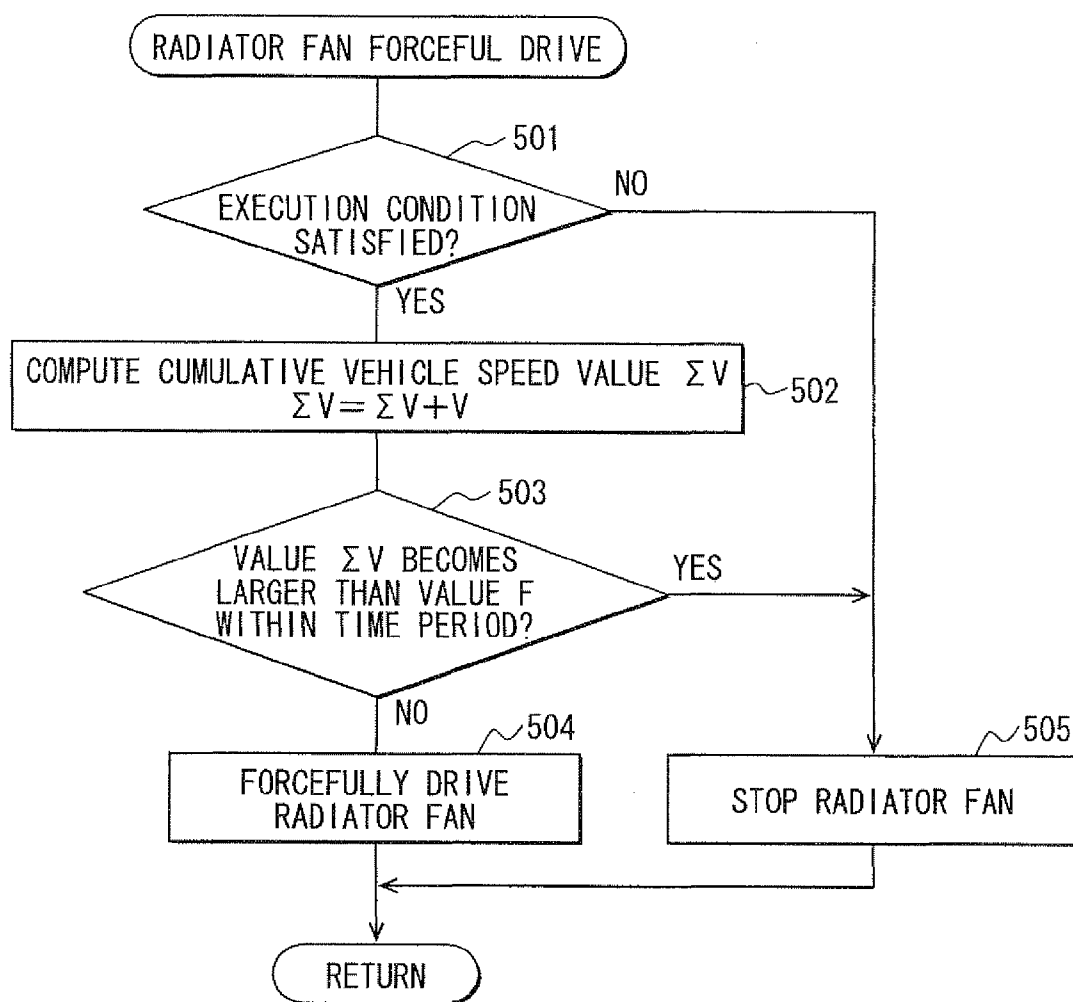 RADIATOR FAN FORCEFUL DRIVE
501
EXECUTION CONDITION
SATISFIED?
NO
YES
COMPUTE CUMULATIVE VEHICLE SPEED VALUE ΣV
ΣV=ΣV+V
502
503
VALUE ΣV BECOMES
LARGER THAN VALUE F
WITHIN TIME PERIOD?
YES
NO
504
FORCEFULLY DRIVE
RADIATOR FAN
505
STOP RADIATOR FAN
RETURN